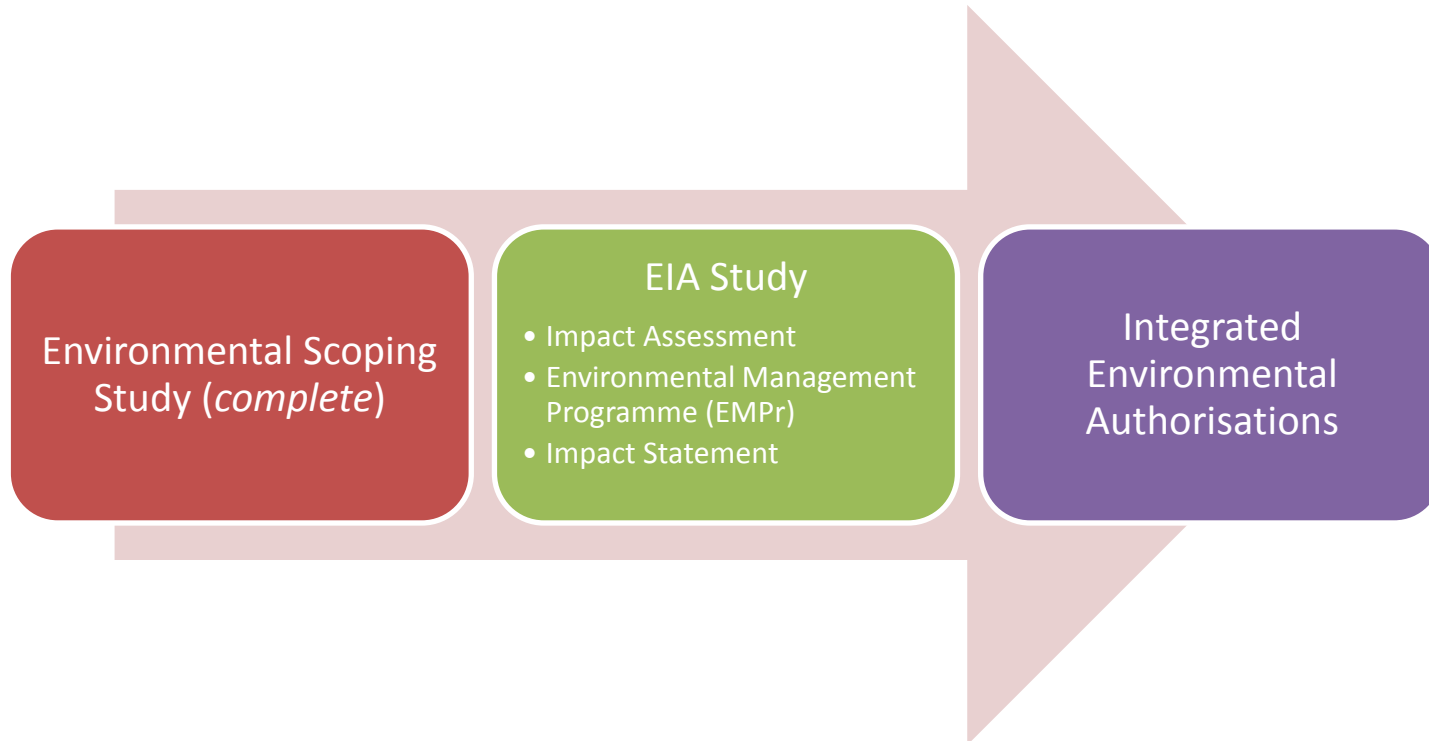 Environmental Scoping
Study (complete)
EIA Study
• Impact Assessment
• Environmental Management
Programme (EMPr)
• Impact Statement
Integrated
Environmental
Authorisations